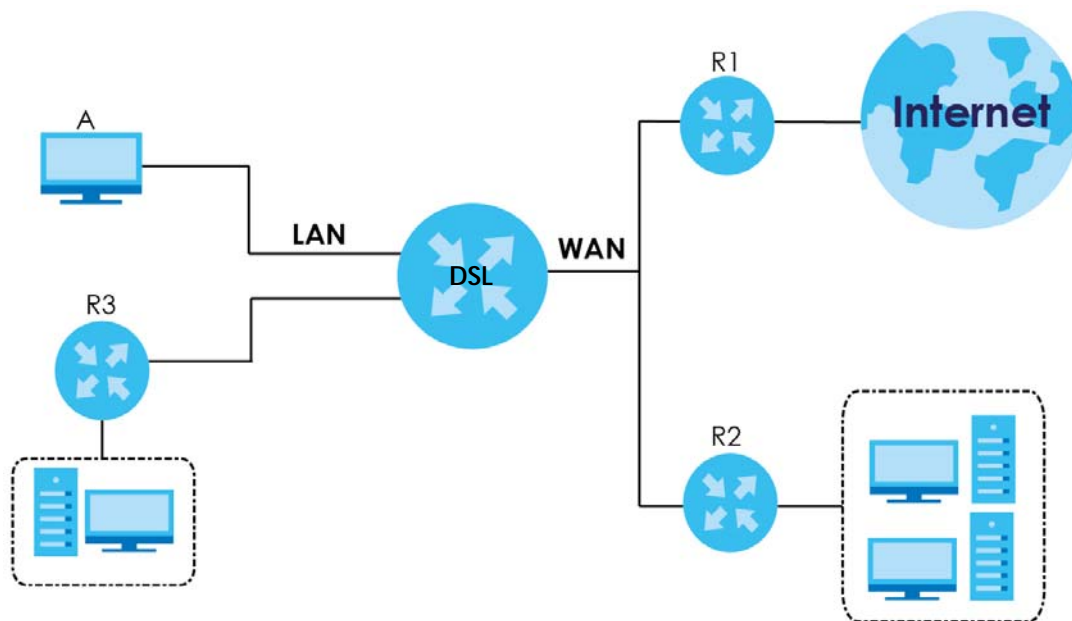 R1
Internet
A
LAN
DSL
WAN
R3
R2